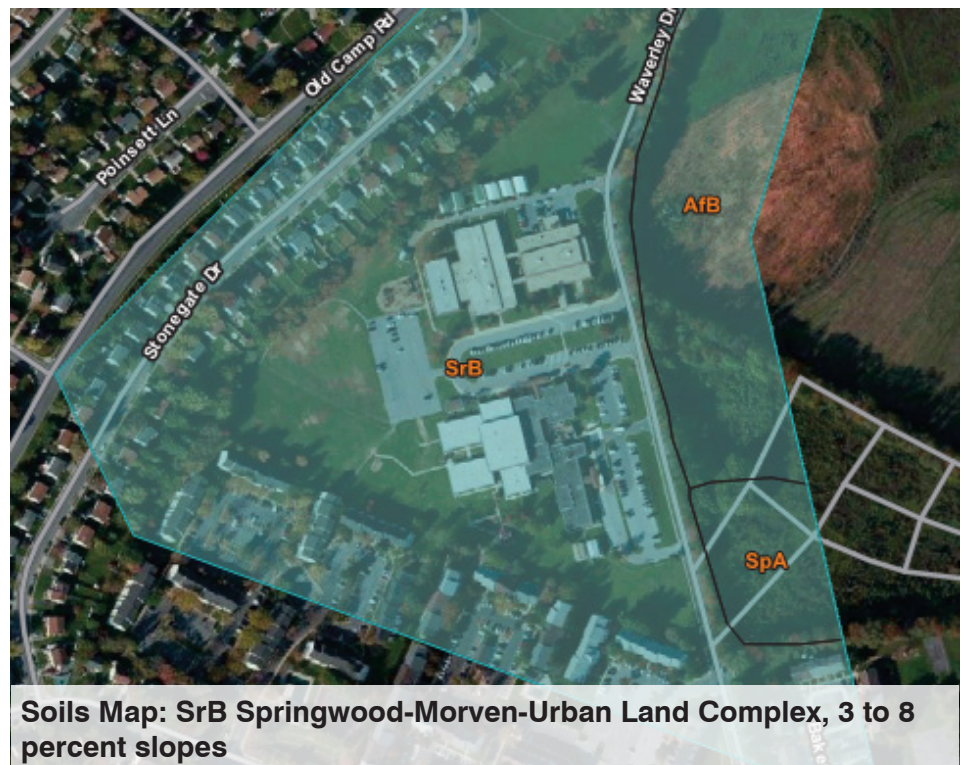 Old Camp Rd
Waverley Dr
Poinsett Ln
AfB
Stonegate Dr
SrB
SpA
Soils Map: SrB Springwood-Morven-Urban Land Complex, 3 to 8
percent slopes